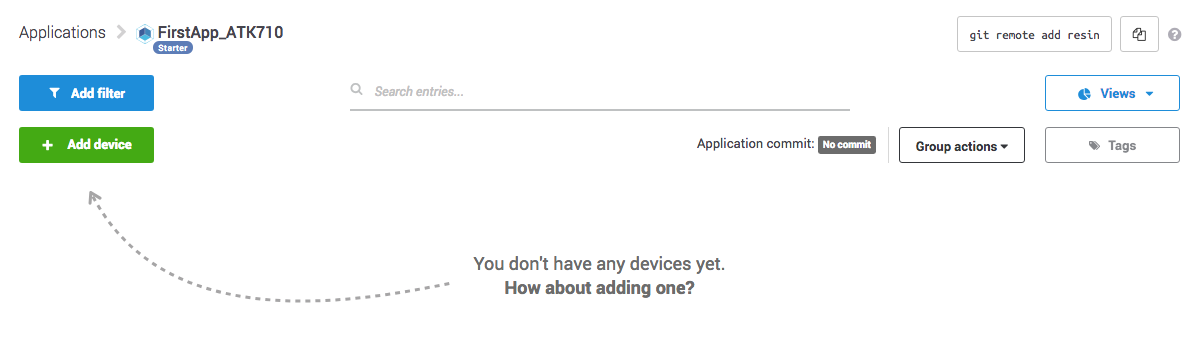 Applications FirstApp_ATK710 git remote add resin
Starter
Add filter Search entries... Views
Add device Application commit: No commit Group actions Tags
You don't have any devices yet.
How about adding one?